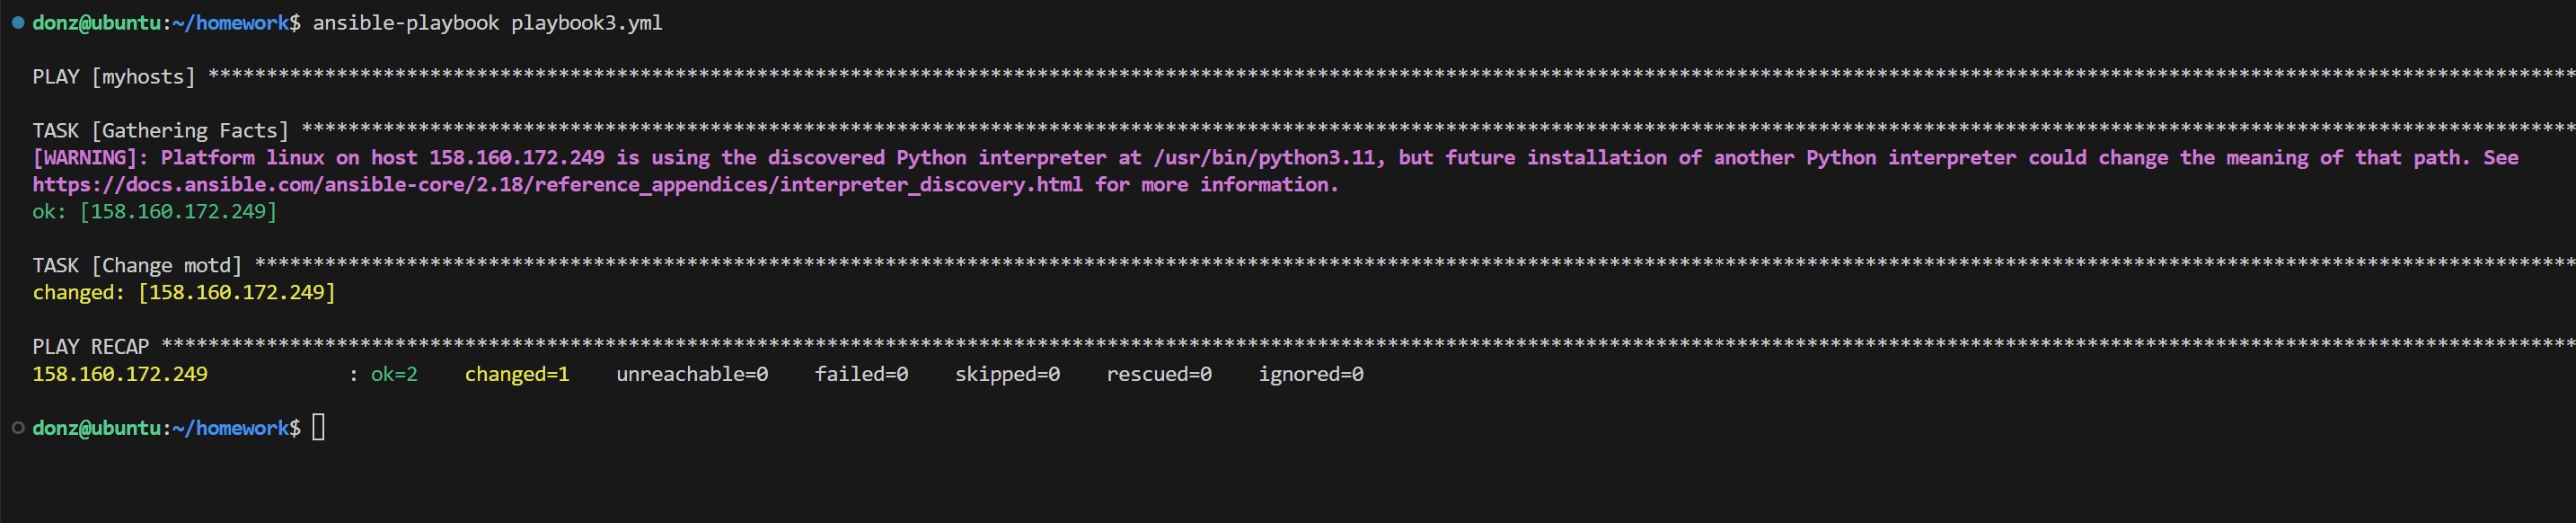 donz@ubuntu:~/homework$ ansible-playbook playbook3.yml
PLAY [myhosts] ****************************************************************************************************************************************************************************************************
TASK [Gathering Facts] ********************************************************************************************************************************************************************************************
[WARNING]: Platform linux on host 158.160.172.249 is using the discovered Python interpreter at /usr/bin/python3.11, but future installation of another Python interpreter could change the meaning of that path. See
https://docs.ansible.com/ansible-core/2.18/reference_appendices/interpreter_discovery.html for more information.
ok: [158.160.172.249]
TASK [Change motd] ************************************************************************************************************************************************************************************************
changed: [158.160.172.249]
PLAY RECAP ********************************************************************************************************************************************************************************************************
158.160.172.249            : ok=2    changed=1    unreachable=0    failed=0    skipped=0    rescued=0    ignored=0
donz@ubuntu:~/homework$